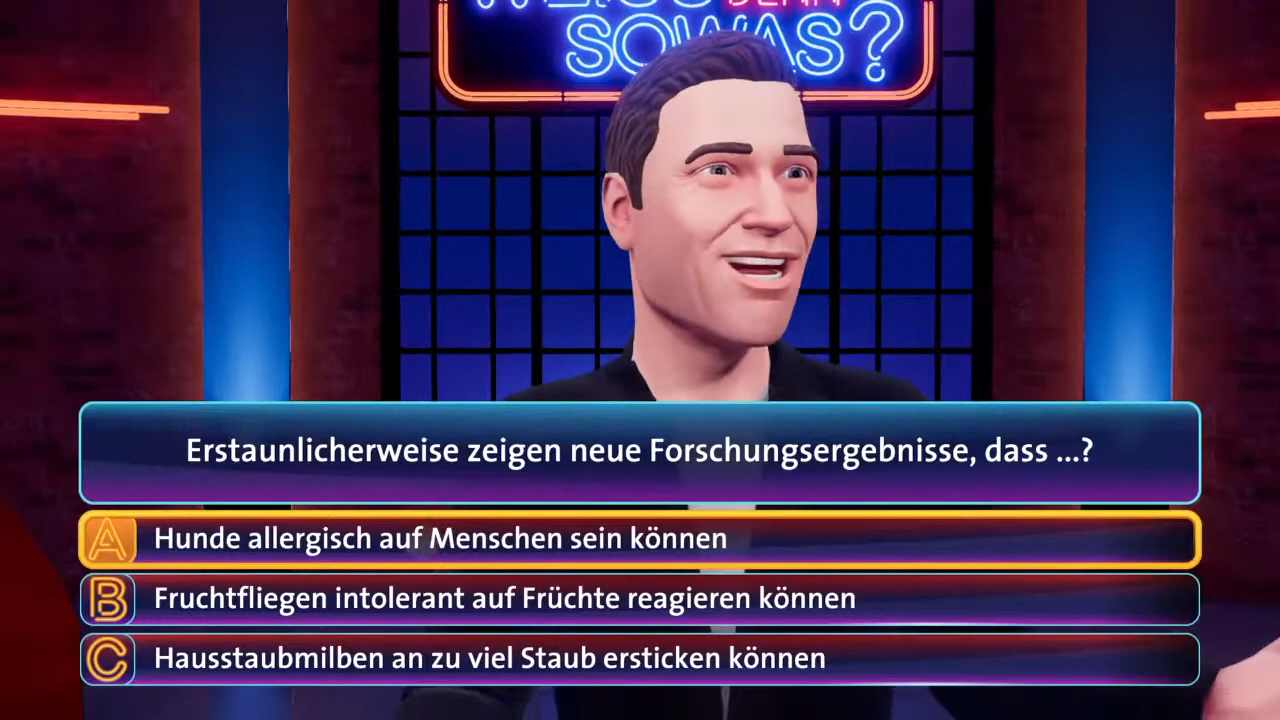 SOWAS?
Erstaunlicherweise zeigen neue Forschungsergebnisse, dass ...?
A Hunde allergisch auf Menschen sein können
B Fruchtfliegen intolerant auf Früchte reagieren können
C Hausstaubmilben an zu viel Staub ersticken können